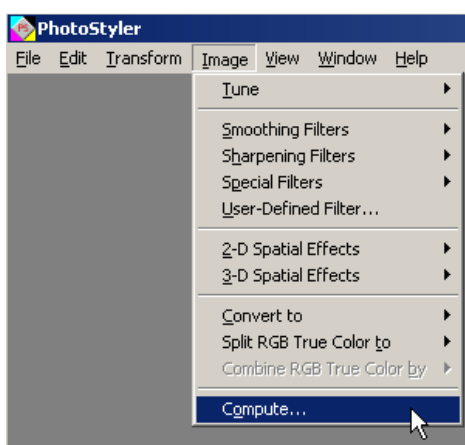 PhotoStyler
File Edit Transform Image View Window Help
Tune
Smoothing Filters
Sharpening Filters
Special Filters
User-Defined Filter...
2-D Spatial Effects
3-D Spatial Effects
Convert to
Split RGB True Color to
Combine RGB True Color by
Compute...